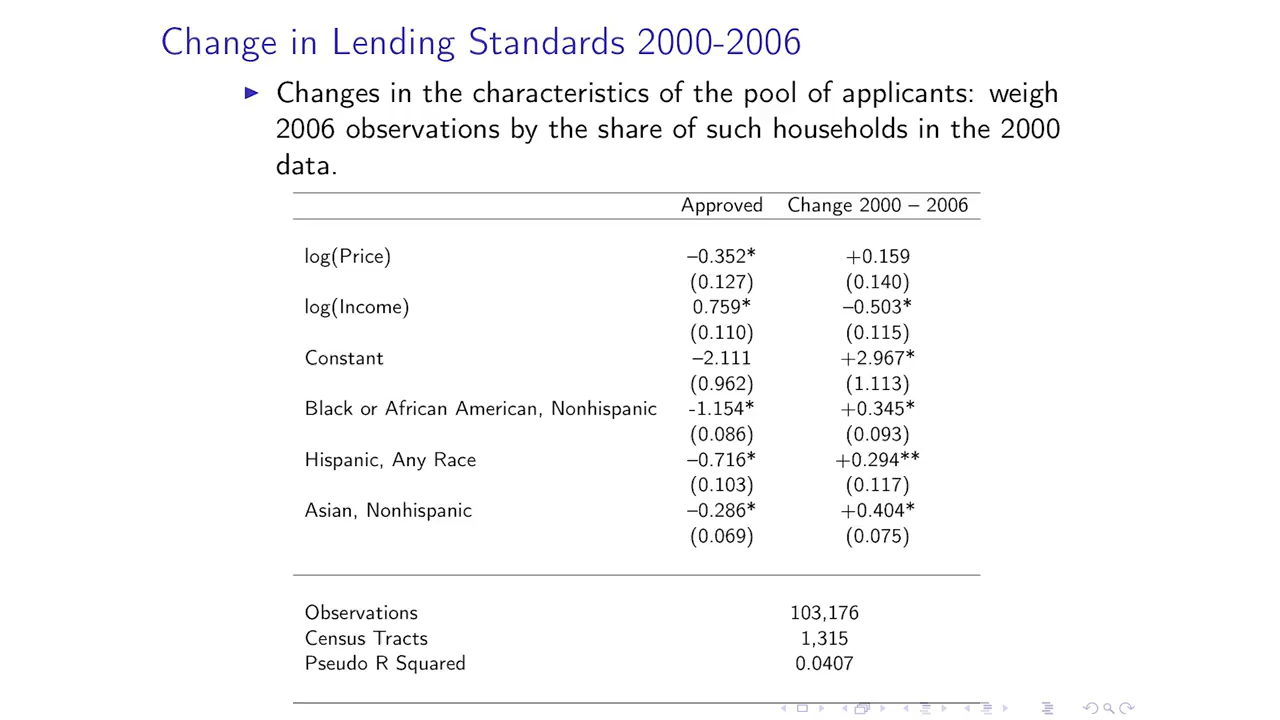 Change in Lending Standards 2000-2006
Changes in the characteristics of the pool of applicants: weigh
2006 observations by the share of such households in the 2000
data.
Approved Change 2000 – 2006
log(Price) –0.352* +0.159
(0.127) (0.140)
log(Income) 0.759* –0.503*
(0.110) (0.115)
Constant –2.111 +2.967*
(0.962) (1.113)
Black or African American, Nonhispanic -1.154* +0.345*
(0.086) (0.093)
Hispanic, Any Race –0.716* +0.294**
(0.103) (0.117)
Asian, Nonhispanic –0.286* +0.404*
(0.069) (0.075)
Observations 103,176
Census Tracts 1,315
Pseudo R Squared 0.0407